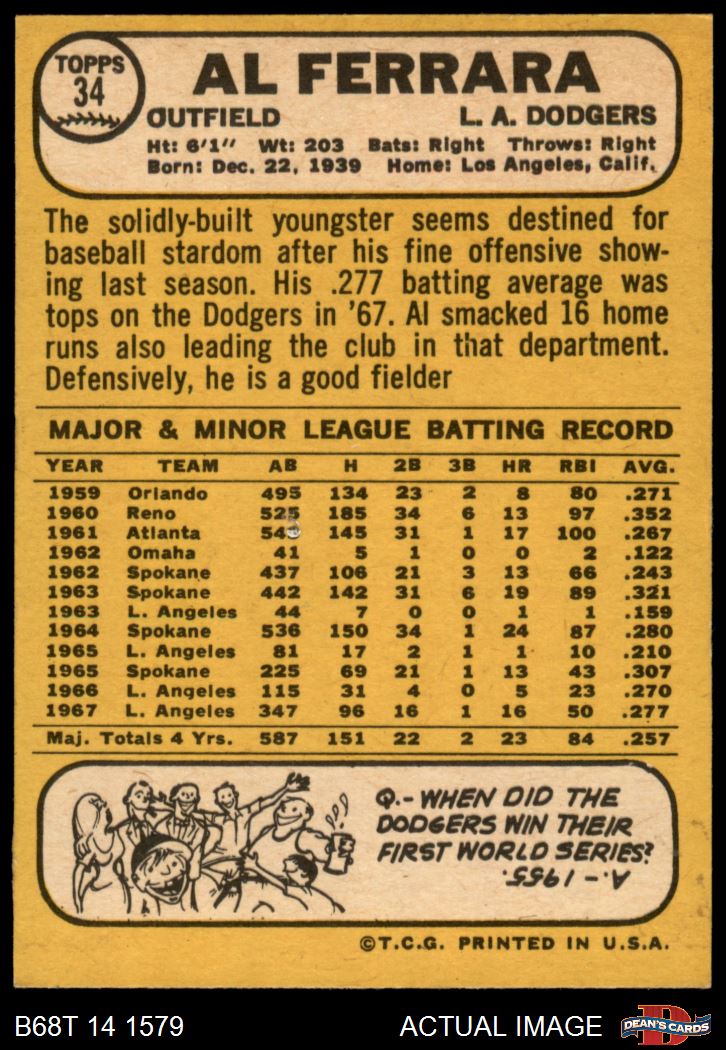 TOPPS
34
AL FERRARA
OUTFIELD L. A. DODGERS
Ht: 6'1" Wt: 203 Bats: Right Throws: Right
Born: Dec. 22, 1939 Home: Los Angeles, Calif.
The solidly-built youngster seems destined for
baseball stardom after his fine offensive show-
ing last season. His .277 batting average was
tops on the Dodgers in '67. Al smacked 16 home
runs also leading the club in that department.
Defensively, he is a good fielder
MAJOR & MINOR LEAGUE BATTING RECORD
YEAR TEAM AB H 2B 3B HR RBI AVG.
1959 Orlando 495 134 23 2 8 80 .271
1960 Reno 525 185 34 6 13 97 .352
1961 Atlanta 145 31 1 17 100 .267
1962 Omaha 41 5 1 0 0 2 .122
1962 Spokane 437 106 21 3 13 66 .243
1963 Spokane 442 142 31 6 19 89 .321
1963 L. Angeles 44 7 0 0 1 1 .159
1964 Spokane 536 150 34 1 24 87 .280
1965 L. Angeles 81 17 2 1 1 10 .210
1965 Spokane 225 69 21 1 13 43 .307
1966 L. Angeles 115 31 4 0 5 23 .270
1967 L. Angeles 347 96 16 1 16 50 .277
Maj. Totals 4 Yrs. 587 151 22 2 23 84 .257
Q.- WHEN DID THE
DODGERS WIN THEIR
FIRST WORLD SERIES?
A. - 1955.
©T.C.G. PRINTED IN U.S.A.
B68T 14 1579 ACTUAL IMAGE DEAN'S CARDS